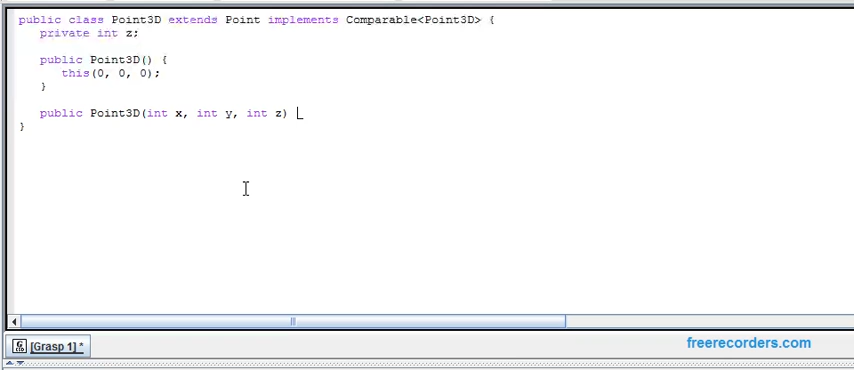 public class Point3D extends Point implements Comparable<Point3D> {
private int z;
public Point3D() {
this(0, 0, 0);
}
public Point3D(int x, int y, int z)
}
[Grasp 1] *
freerecorders.com